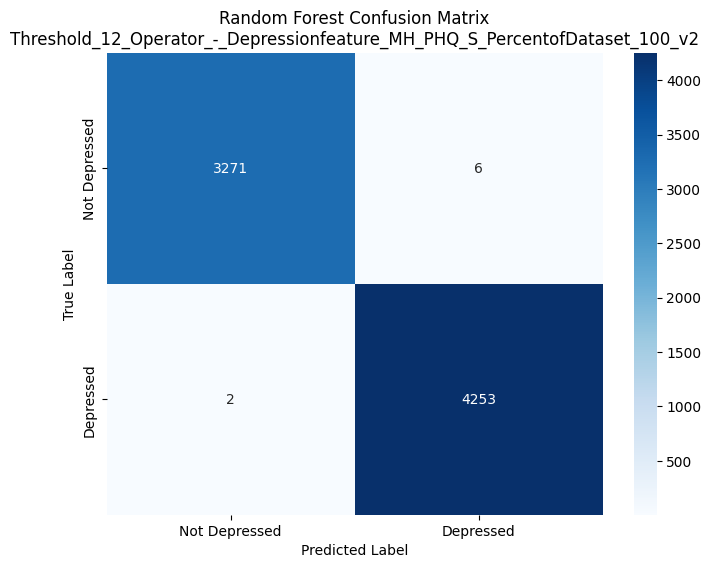 Random Forest Confusion Matrix
Threshold_12_Operator_-_Depressionfeature_MH_PHQ_S_PercentofDataset_100_v2
True Label
Not Depressed
Depressed
3271
6
2
4253
Not Depressed
Depressed
Predicted Label
4000
3500
3000
2500
2000
1500
1000
500